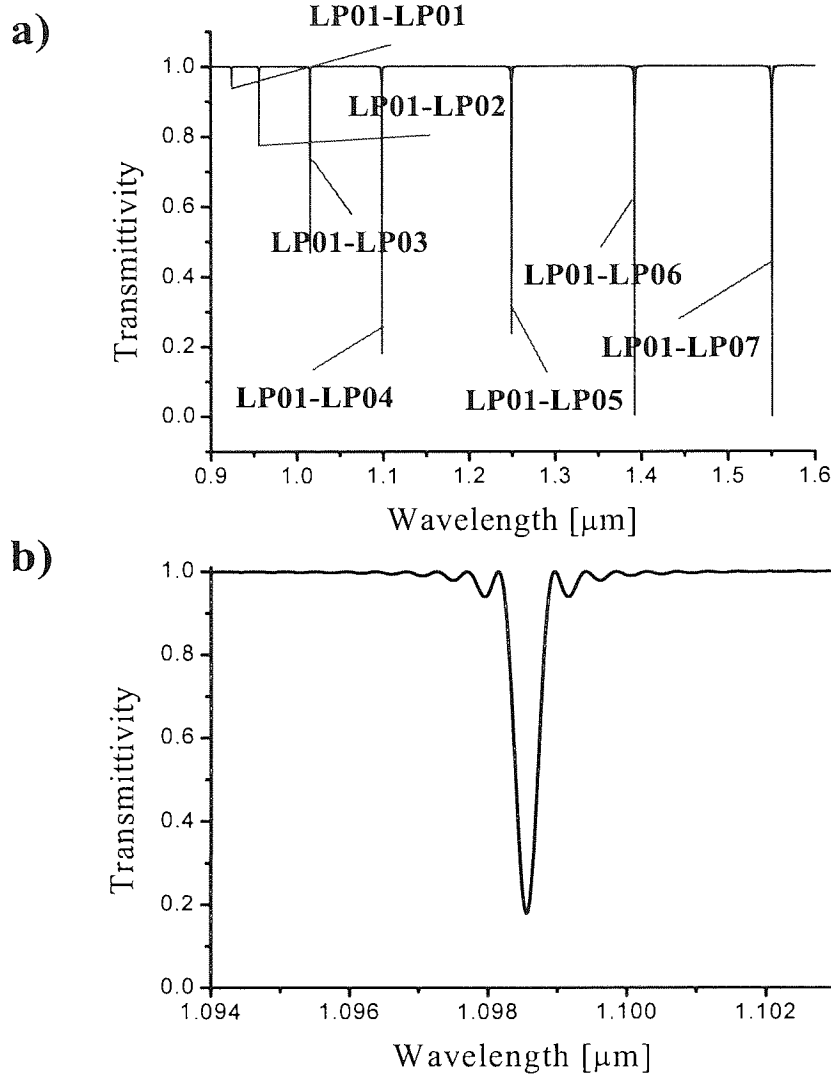 a)
LP01-LP01
1.0
LP01-LP02
0.8
LP01-LP03
0.6
LP01-LP06
0.4
LP01-LP07
0.2
LP01-LP04
LP01-LP05
0.0
Transmittivity
0.9 1.0 1.1 1.2 1.3 1.4 1.5 1.6
Wavelength [μm]
b)
1.0
0.8
0.6
0.4
0.2
0.0
Transmittivity
1.094 1.096 1.098 1.100 1.102
Wavelength [μm]